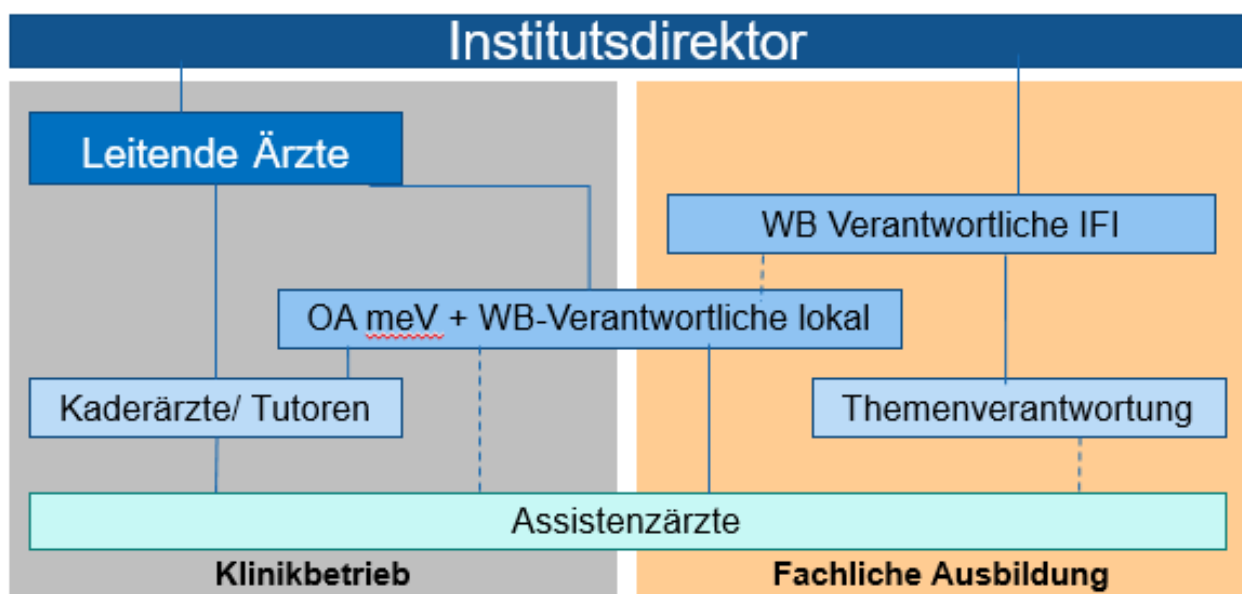 Institutsdirektor
Leitende Ärzte
WB Verantwortliche IFI
OA meV + WB-Verantwortliche lokal
Kaderärzte/ Tutoren
Themenverantwortung
Assistenzärzte
Klinikbetrieb
Fachliche Ausbildung